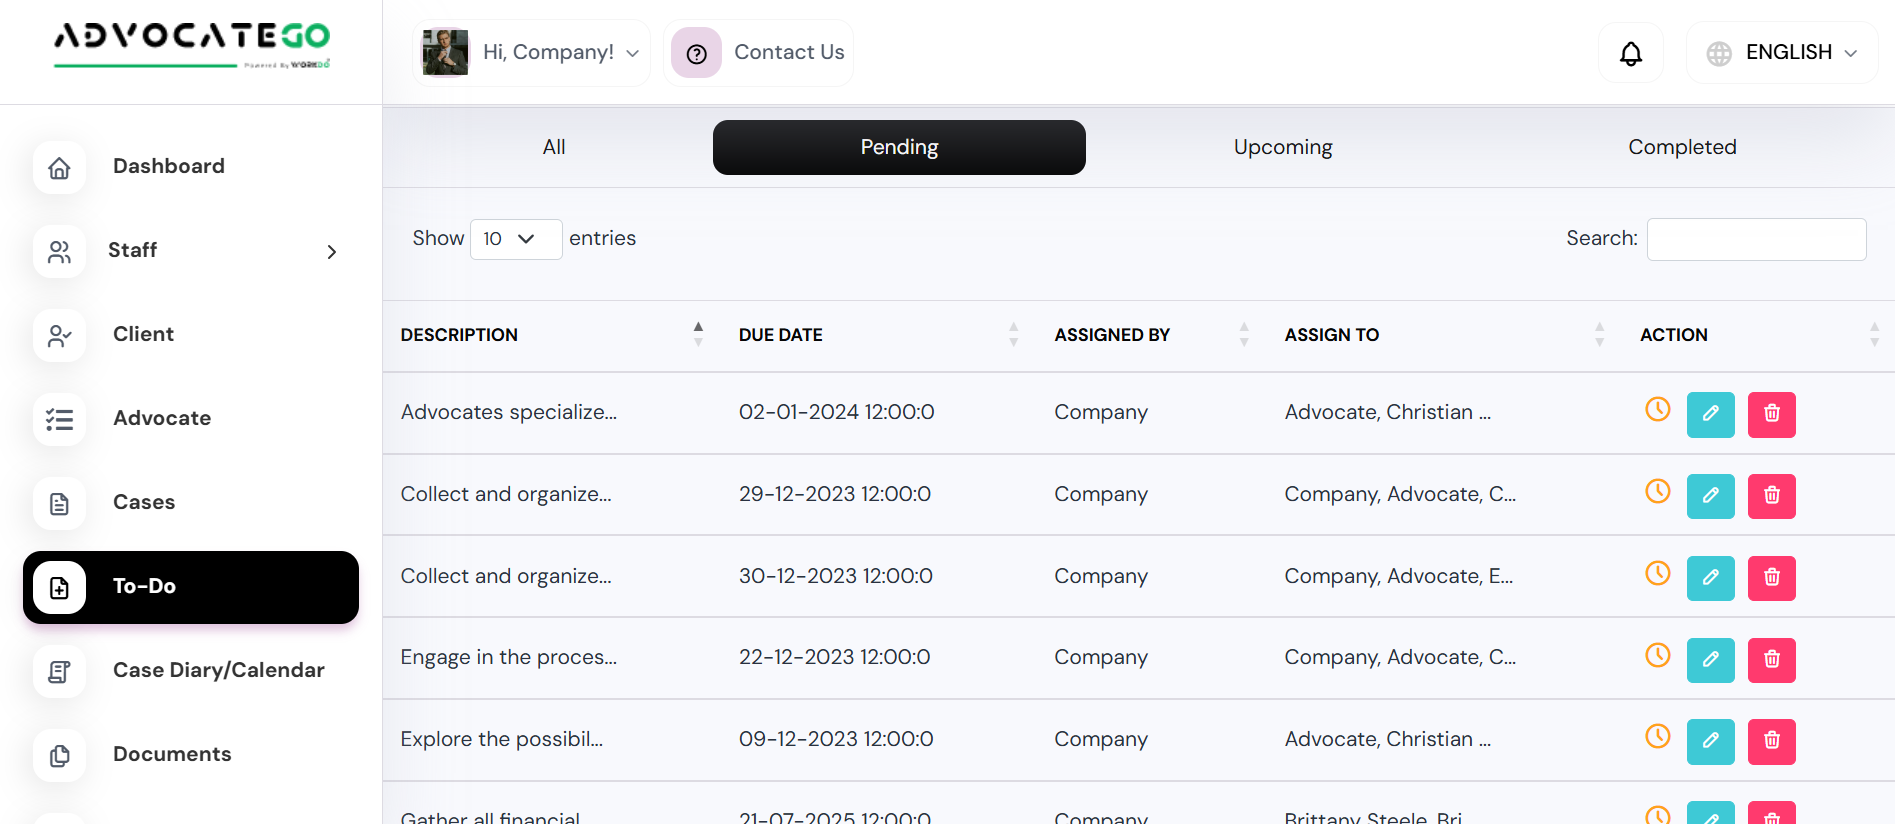 ADVOCATEGO
Powered By WORKDO
Hi, Company!
Contact Us
ENGLISH
Dashboard
Staff
Client
Advocate
Cases
To-Do
Case Diary/Calendar
Documents
All Pending Upcoming Completed
Show 10 entries Search:
DESCRIPTION DUE DATE ASSIGNED BY ASSIGN TO ACTION
Advocates specialize... 02-01-2024 12:00:0 Company Advocate, Christian ...
Collect and organize... 29-12-2023 12:00:0 Company Company, Advocate, C...
Collect and organize... 30-12-2023 12:00:0 Company Company, Advocate, E...
Engage in the proces... 22-12-2023 12:00:0 Company Company, Advocate, C...
Explore the possibil... 09-12-2023 12:00:0 Company Advocate, Christian ...
Gather all financial 21-07-2025 12:00:0 Company Brittany Steele, Bri